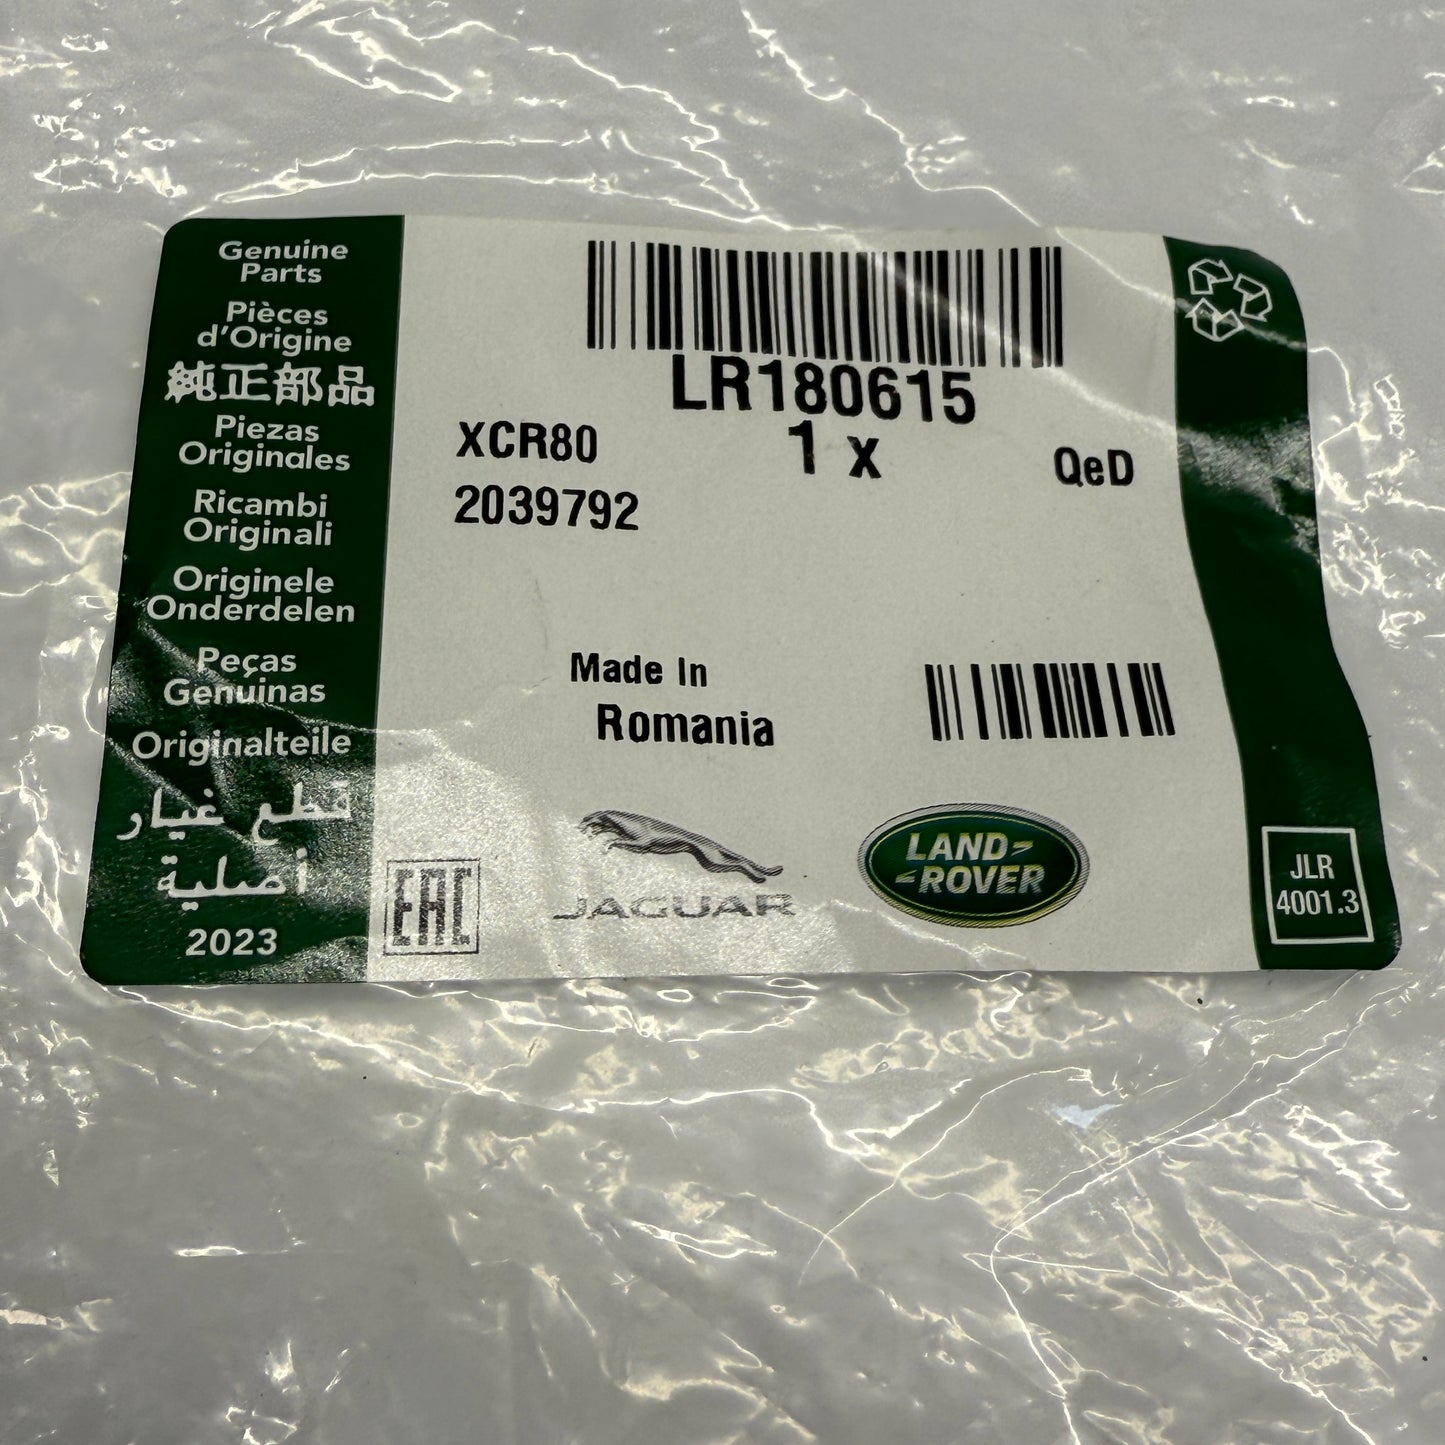 Genuine
Parts
Pièces
d'Origine
純正部品
Piezas
Originales
Ricambi
Originali
Originele
Onderdelen
Peças
Genuinas
Originalteile
قطع غيار
أصلية
2023
LR180615
XCR80
1 x
QeD
2039792
Made In
Romania
EAC
JAGUAR
LAND-
-ROVER
JLR
4001.3